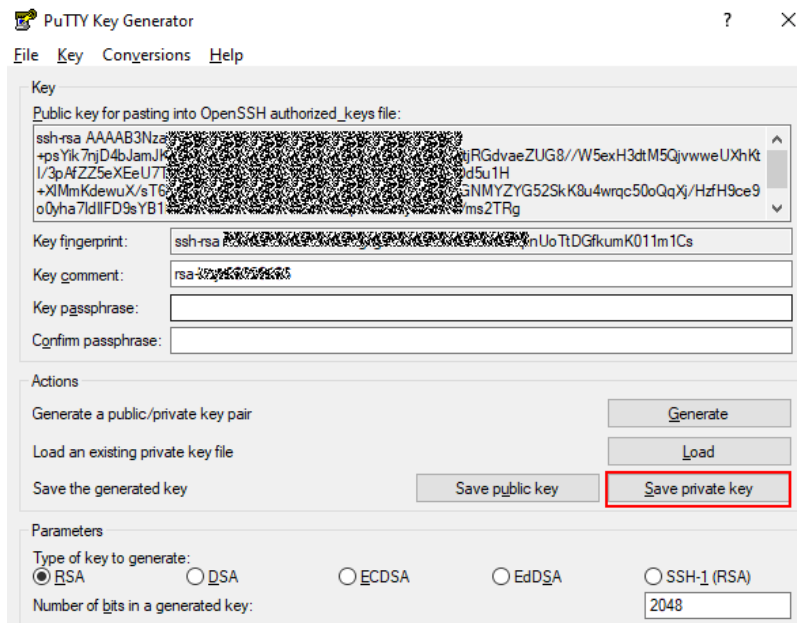 PuTTY Key Generator ? ×
File Key Conversions Help
Key
Public key for pasting into OpenSSH authorized_keys file:
ssh-rsa AAAAB3Nza
+psYik7njD4bJamJK tjRGdvaeZUG8//W5exH3dtM5QjvwweUXhKt
I/3pAfZZ5eXEeU7T d5u1H
+XlMmKdewuX/sT6 GNMYZYG52SkK8u4wrqc50oQqXj/HzfH9ce9
o0yha7IdlIFD9sYB1 /ms2TRg
Key fingerprint: ssh-rsa nUoTtDGfkumK011m1Cs
Key comment: rsa-
Key passphrase:
Confirm passphrase:
Actions
Generate a public/private key pair Generate
Load an existing private key file Load
Save the generated key Save public key Save private key
Parameters
Type of key to generate:
RSA DSA ECDSA EdDSA SSH-1 (RSA)
Number of bits in a generated key: 2048